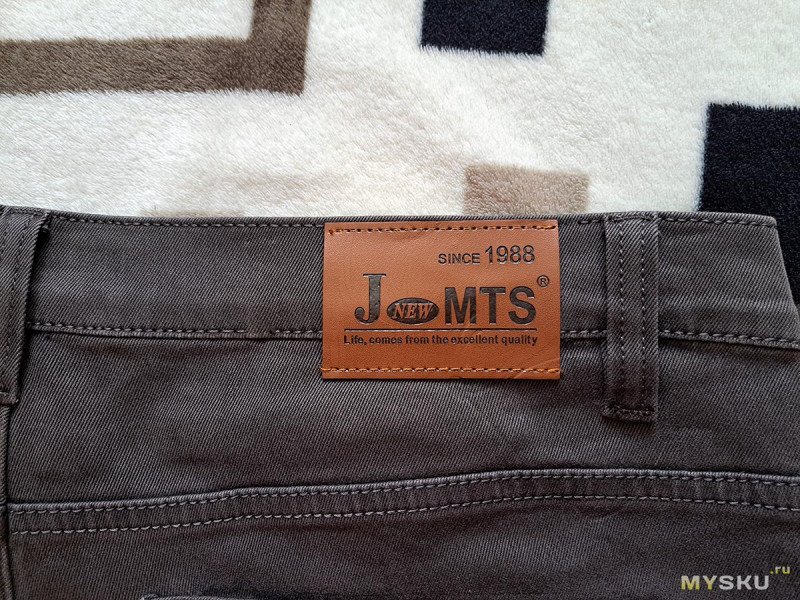 SINCE 1988
J NEW MTS®
Life, comes from the excellent quality
MYSKU.ru